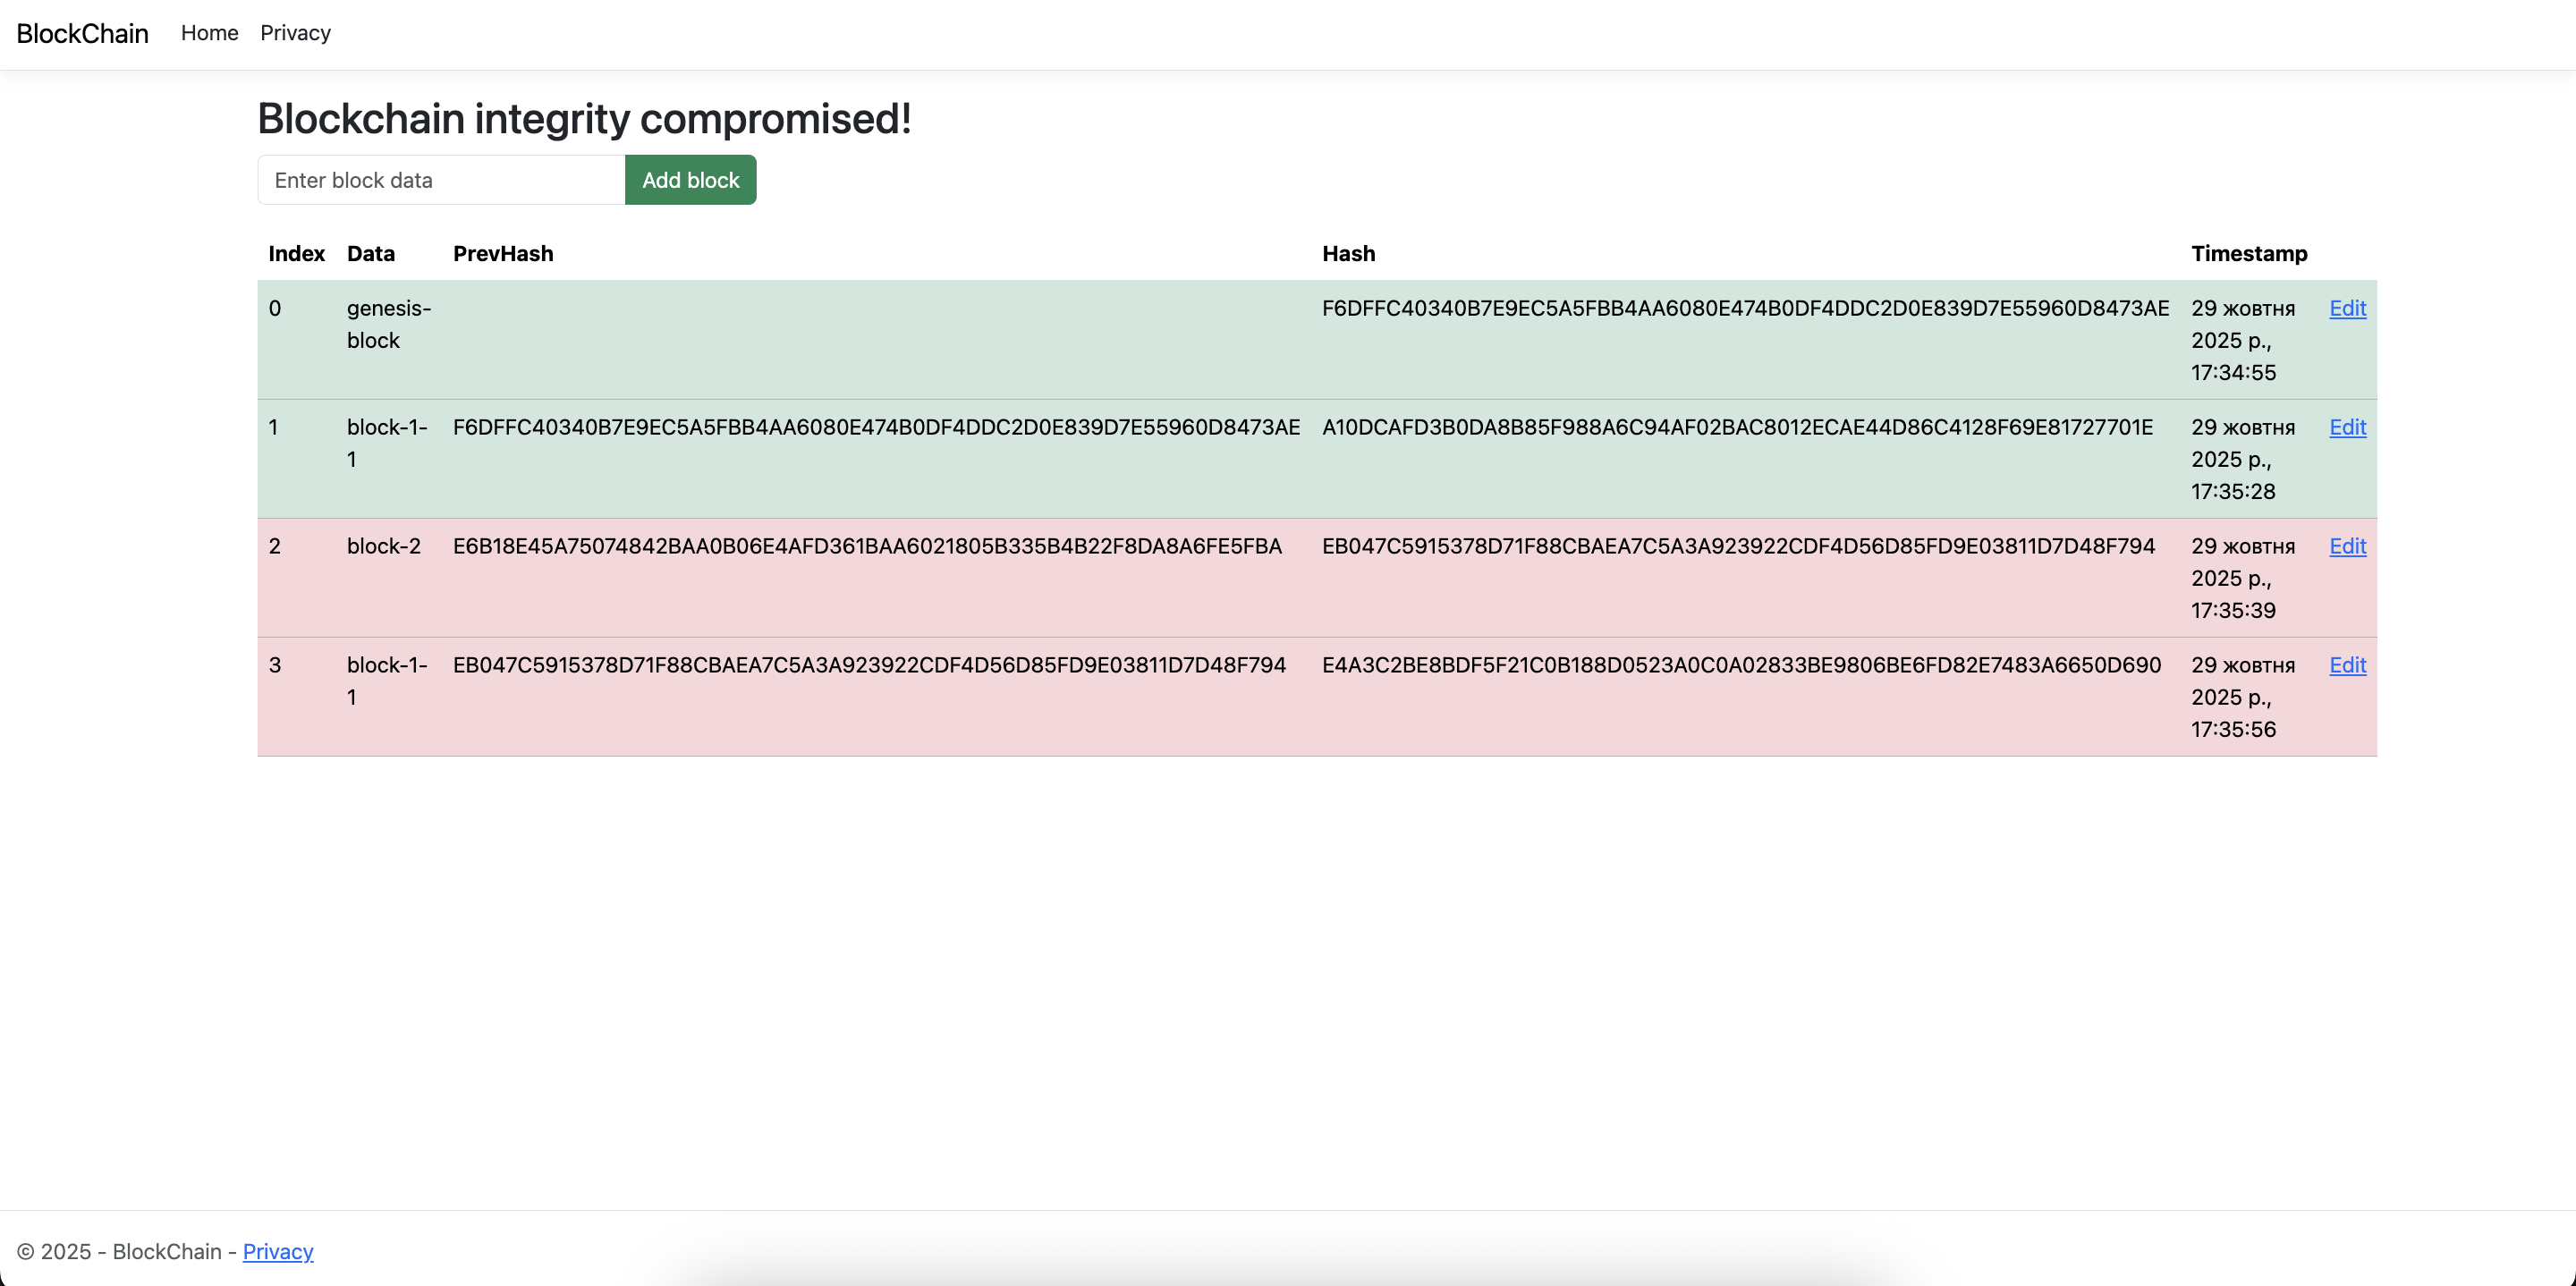 BlockChain Home Privacy
Blockchain integrity compromised!
Enter block data Add block
Index Data PrevHash Hash Timestamp
0 genesis- F6DFFC40340B7E9EC5A5FBB4AA6080E474B0DF4DDC2D0E839D7E55960D8473AE 29 жовтня Edit
block 2025 р.,
17:34:55
1 block-1- F6DFFC40340B7E9EC5A5FBB4AA6080E474B0DF4DDC2D0E839D7E55960D8473AE A10DCAFD3B0DA8B85F988A6C94AF02BAC8012ECAE44D86C4128F69E81727701E 29 жовтня Edit
1 2025 р.,
17:35:28
2 block-2 E6B18E45A75074842BAA0B06E4AFD361BAA6021805B335B4B22F8DA8A6FE5FBA EB047C5915378D71F88CBAEA7C5A3A923922CDF4D56D85FD9E03811D7D48F794 29 жовтня Edit
2025 р.,
17:35:39
3 block-1- EB047C5915378D71F88CBAEA7C5A3A923922CDF4D56D85FD9E03811D7D48F794 E4A3C2BE8BDF5F21C0B188D0523A0C0A02833BE9806BE6FD82E7483A6650D690 29 жовтня Edit
1 2025 р.,
17:35:56
© 2025 - BlockChain - Privacy